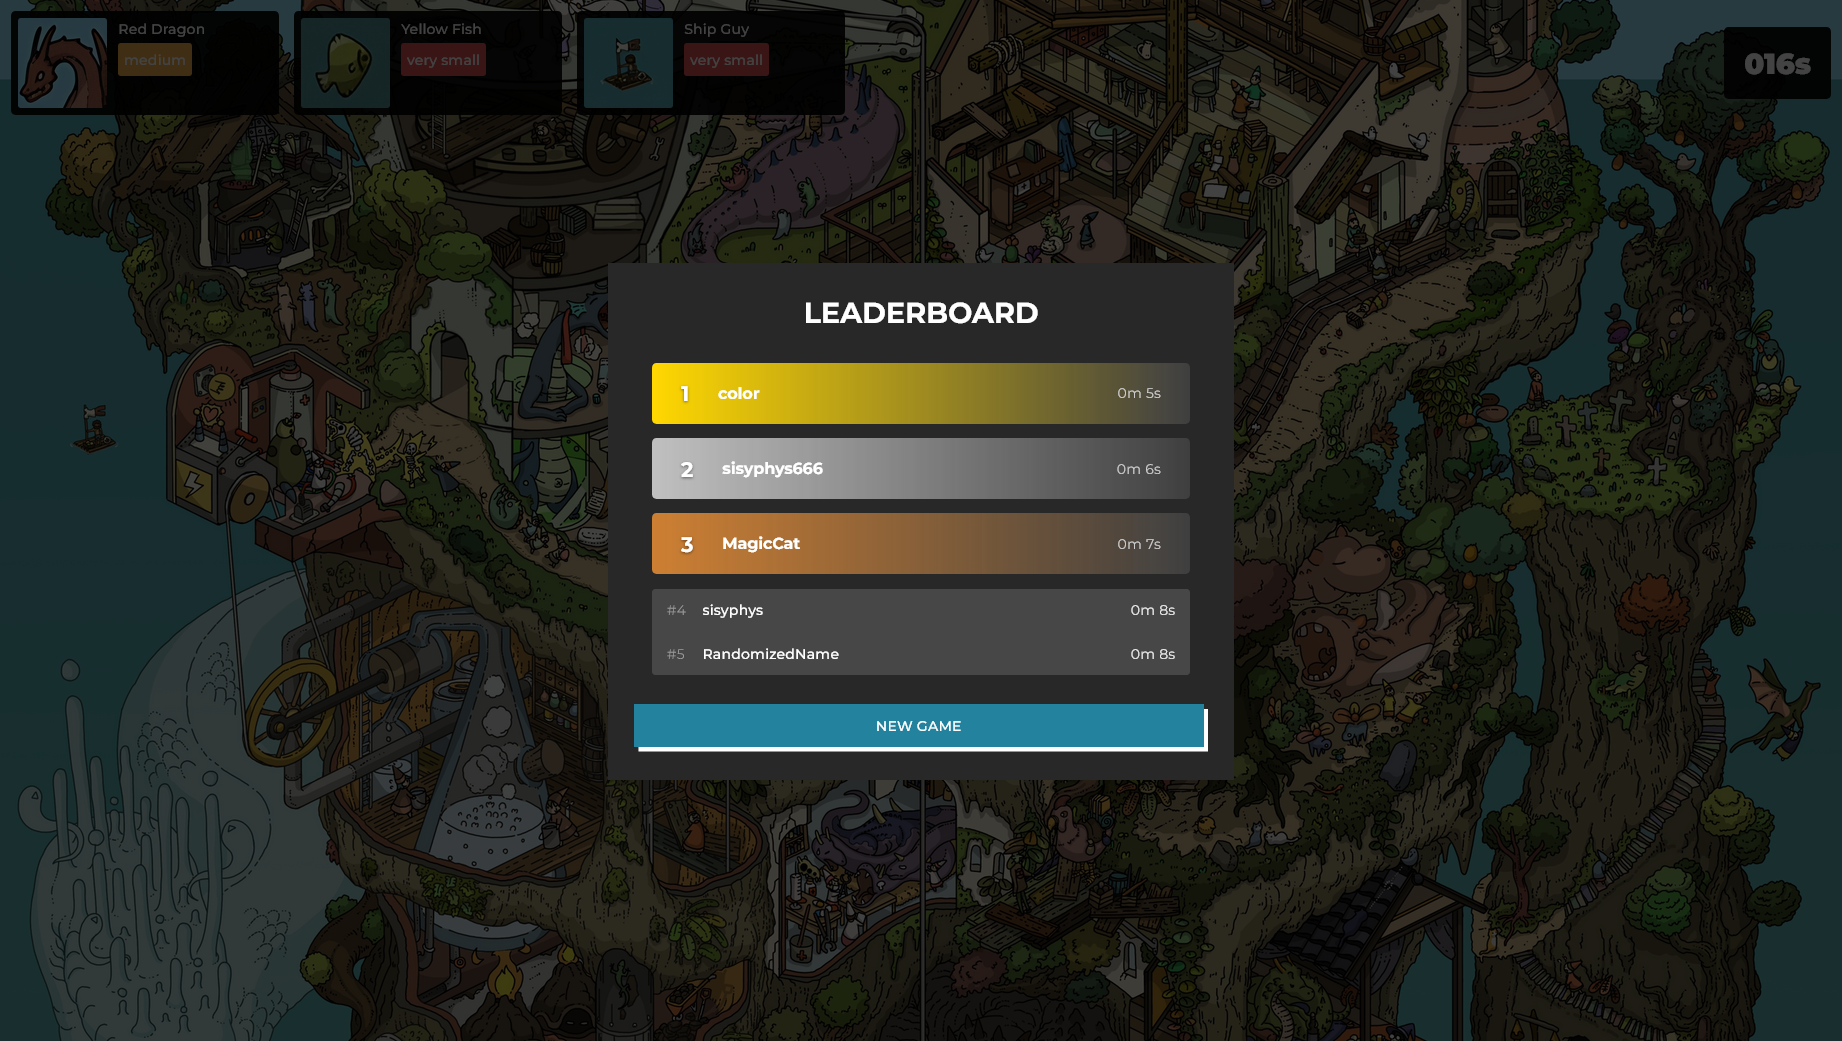 Red Dragon
medium
Yellow Fish
very small
Ship Guy
very small
016s
LEADERBOARD
1 color 0m 5s
2 sisyphys666 0m 6s
3 MagicCat 0m 7s
#4 sisyphys 0m 8s
#5 RandomizedName 0m 8s
NEW GAME